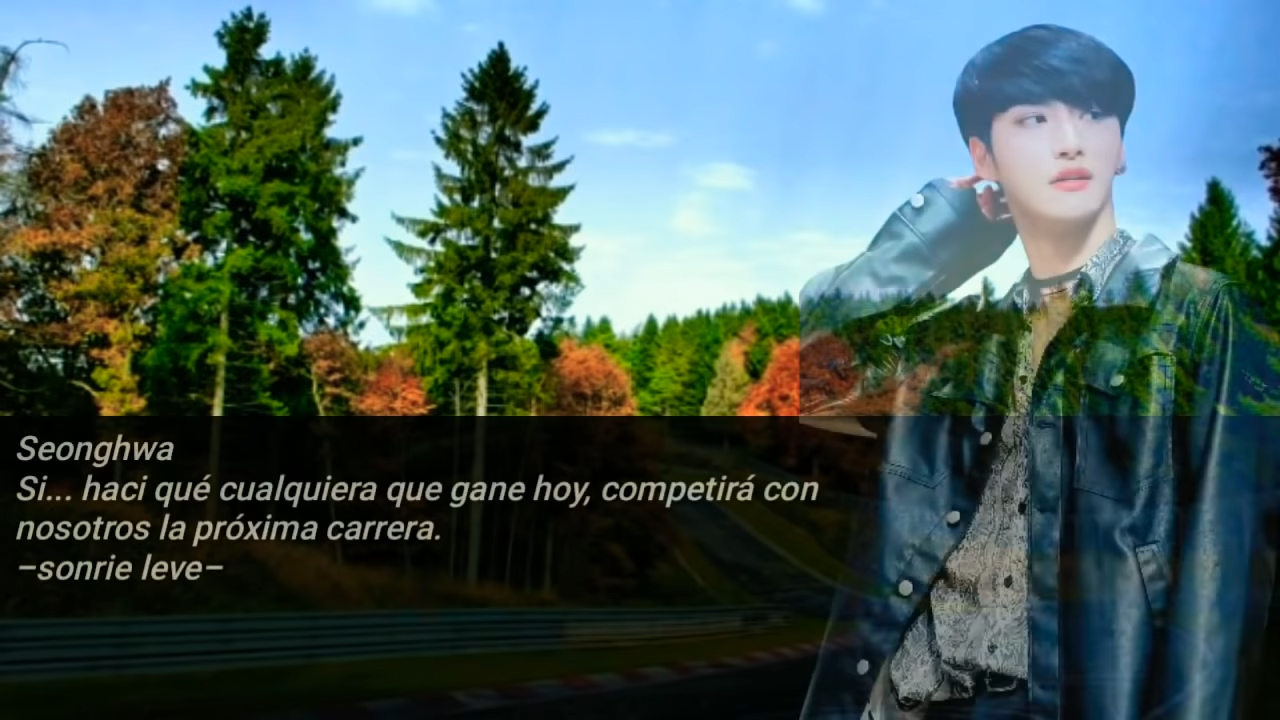 Seonghwa
Si... haci qué cualquiera que gane hoy, competirá con
nosotros la próxima carrera.
–sonrie leve–